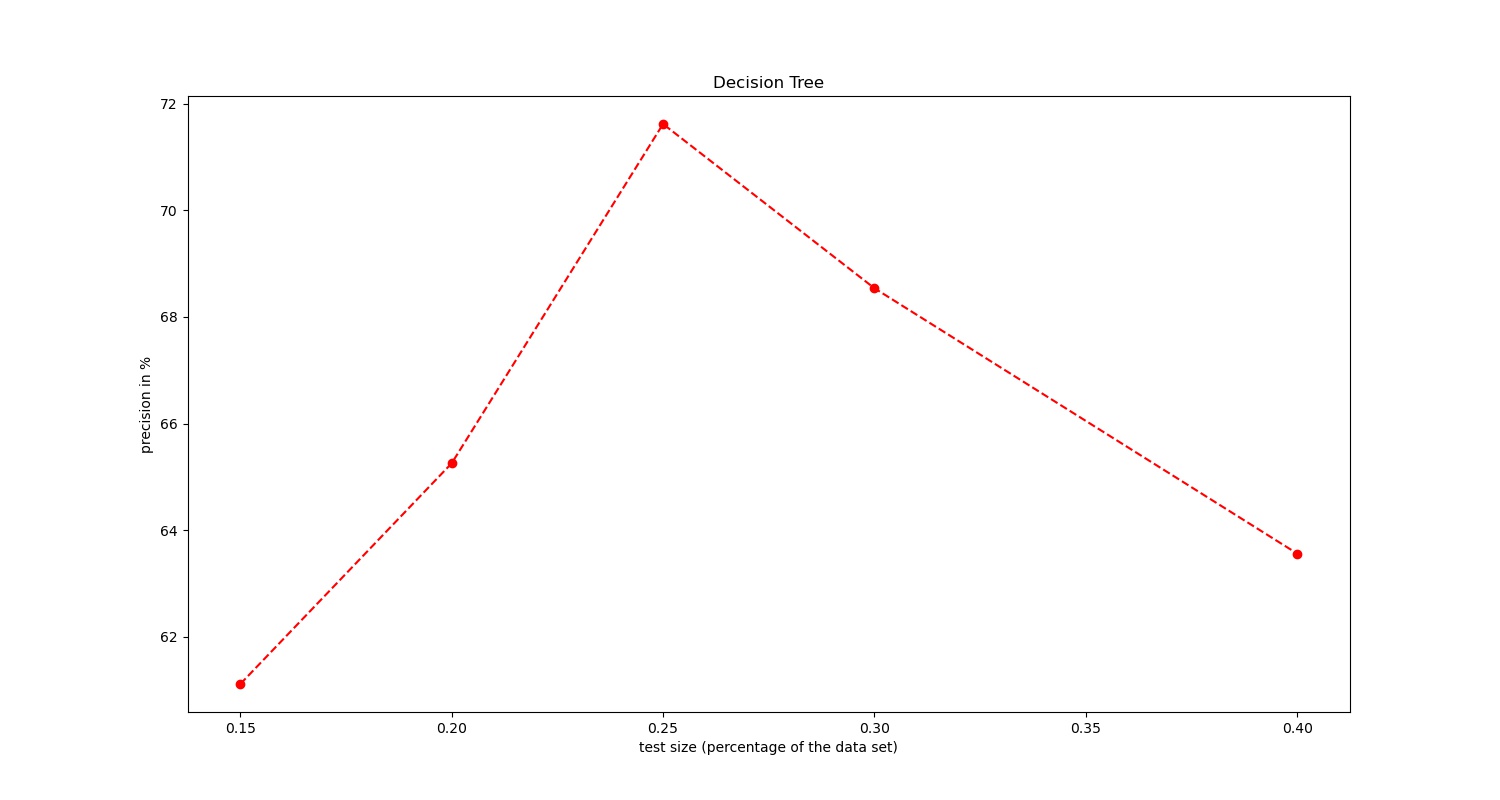 Decision Tree
72
70
68
66
64
62
precision in %
0.15 0.20 0.25 0.30 0.35 0.40
test size (percentage of the data set)